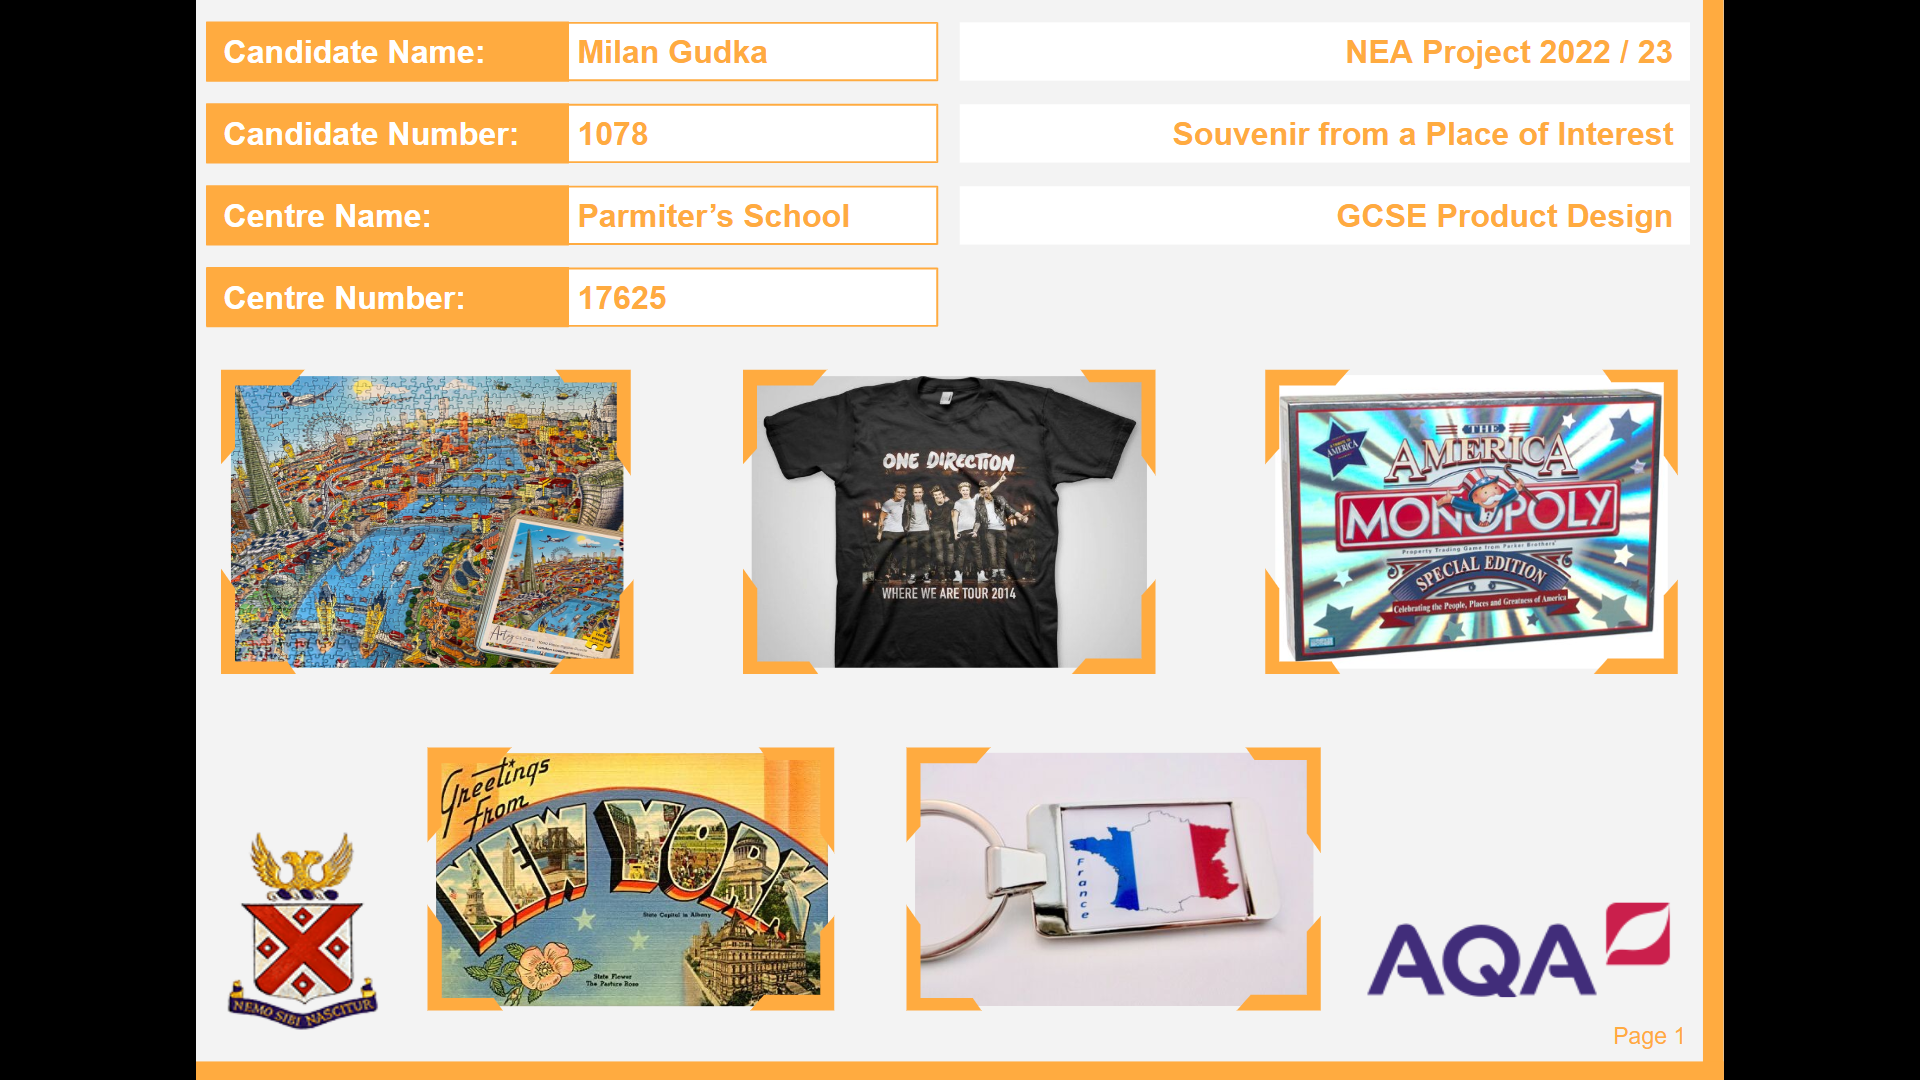 Candidate Name: Milan Gudka
NEA Project 2022 / 23
Candidate Number: 1078
Souvenir from a Place of Interest
Centre Name: Parmiter’s School
GCSE Product Design
Centre Number: 17625
ONE DIRECTION
WHERE WE ARE TOUR 2014
THE
AMERICA
AMERICA
MONOPOLY
Property Trading Game from Parker Brothers
SPECIAL EDITION
Celebrating the People, Places and Greatness of America
Arty GLOBE
Greetings
From
NEW YORK
State Capitol in Albany
State Flower
The Pasture Rose
France
NEMO SIBI NASCITUR
AQA
Page 1